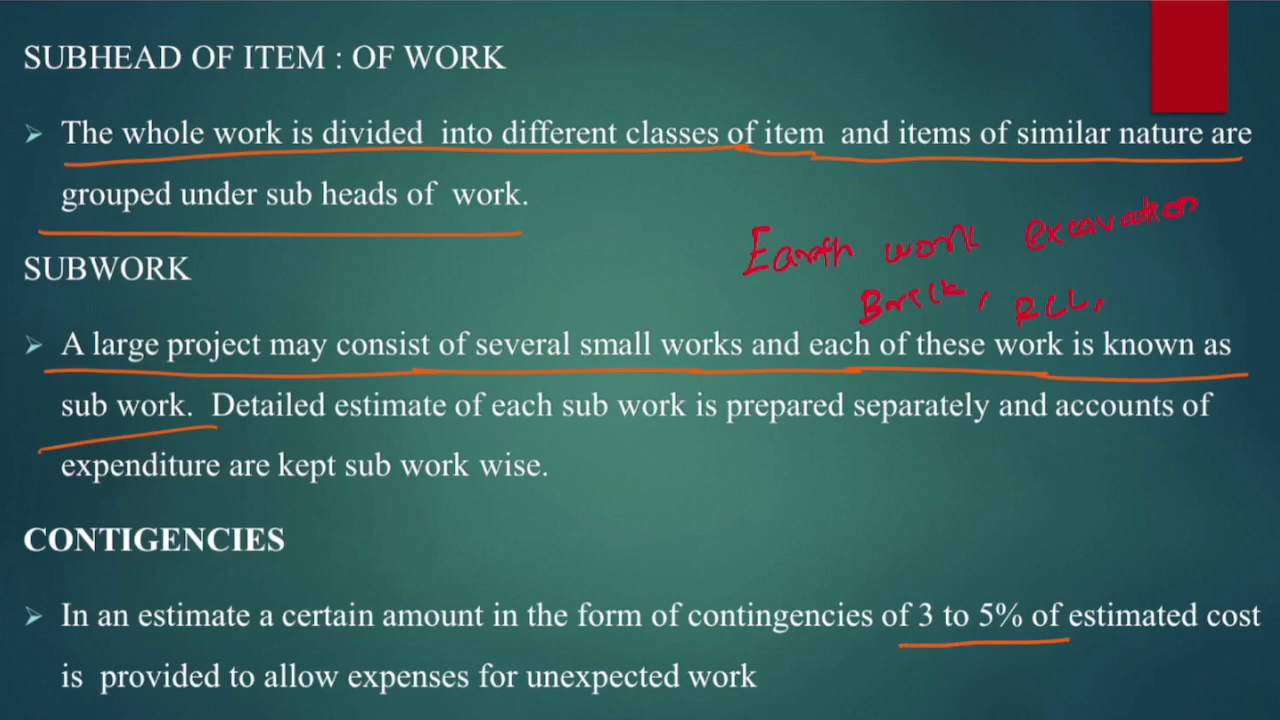 SUBHEAD OF ITEM : OF WORK
The whole work is divided into different classes of item and items of similar nature are
grouped under sub heads of work.
Earth work excavation
SUBWORK
Brick, RCC,
A large project may consist of several small works and each of these work is known as
sub work. Detailed estimate of each sub work is prepared separately and accounts of
expenditure are kept sub work wise.
CONTIGENCIES
In an estimate a certain amount in the form of contingencies of 3 to 5% of estimated cost
is provided to allow expenses for unexpected work